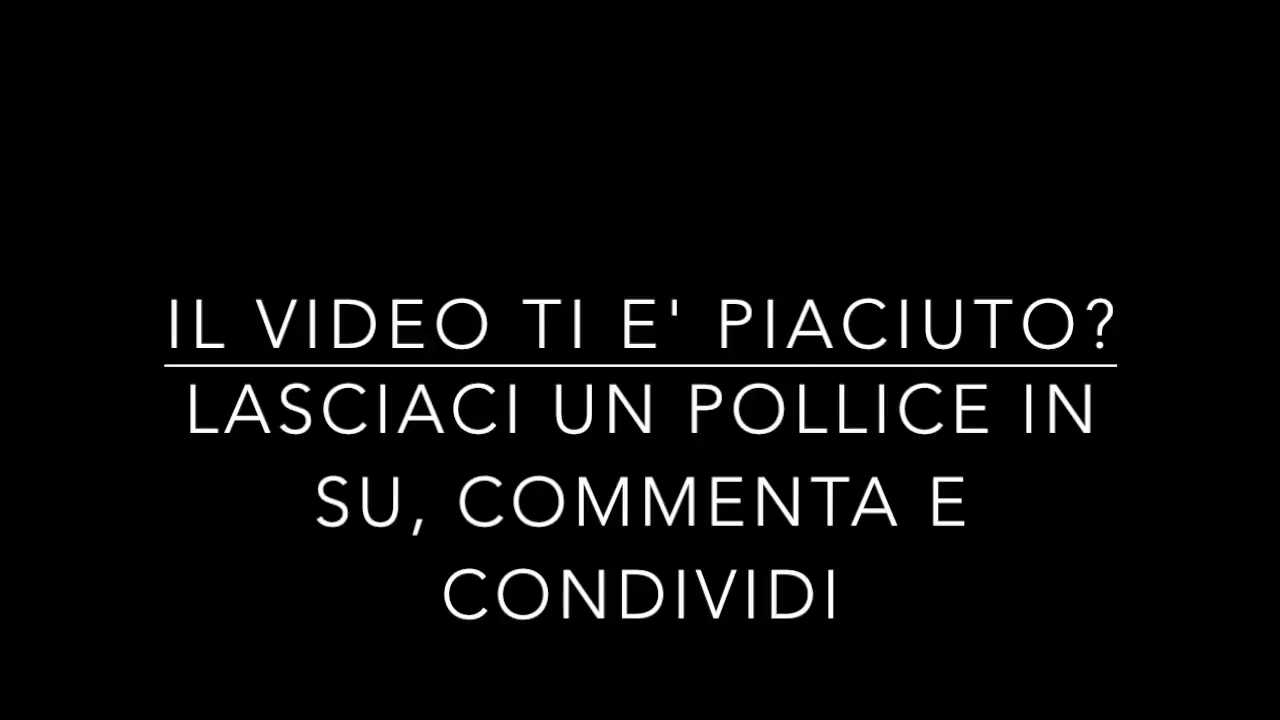 IL VIDEO TI E' PIACIUTO?
LASCIACI UN POLLICE IN
SU, COMMENTA E
CONDIVIDI